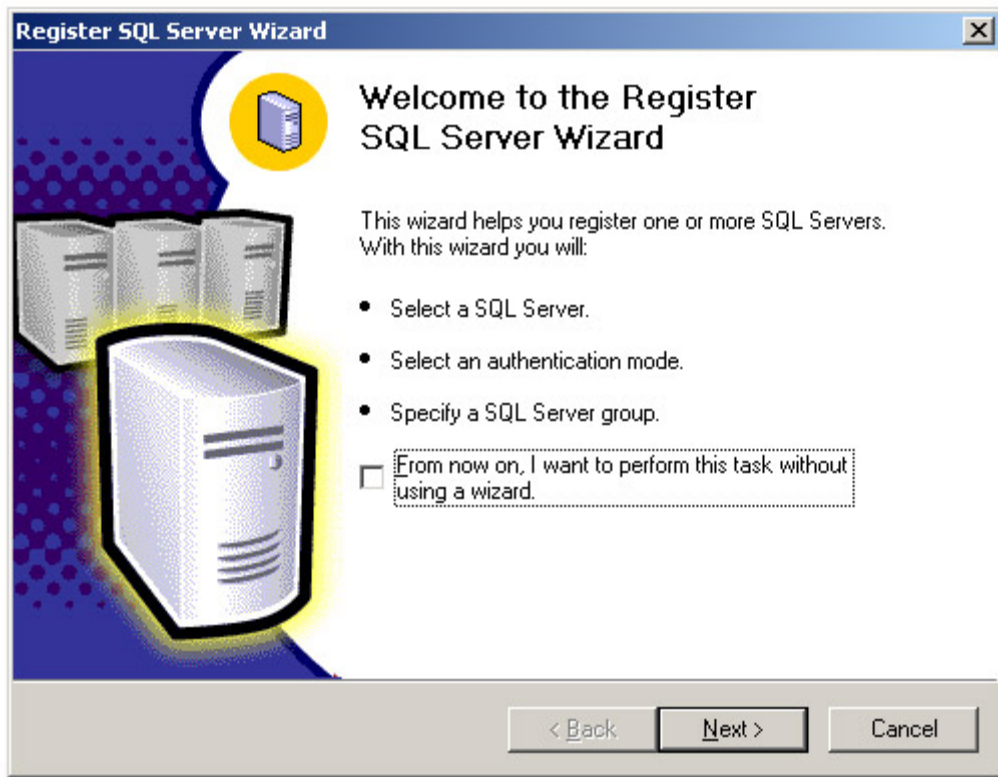 Register SQL Server Wizard
Welcome to the Register
SQL Server Wizard
This wizard helps you register one or more SQL Servers.
With this wizard you will:
• Select a SQL Server.
• Select an authentication mode.
• Specify a SQL Server group.
From now on, I want to perform this task without
using a wizard.
< Back
Next >
Cancel